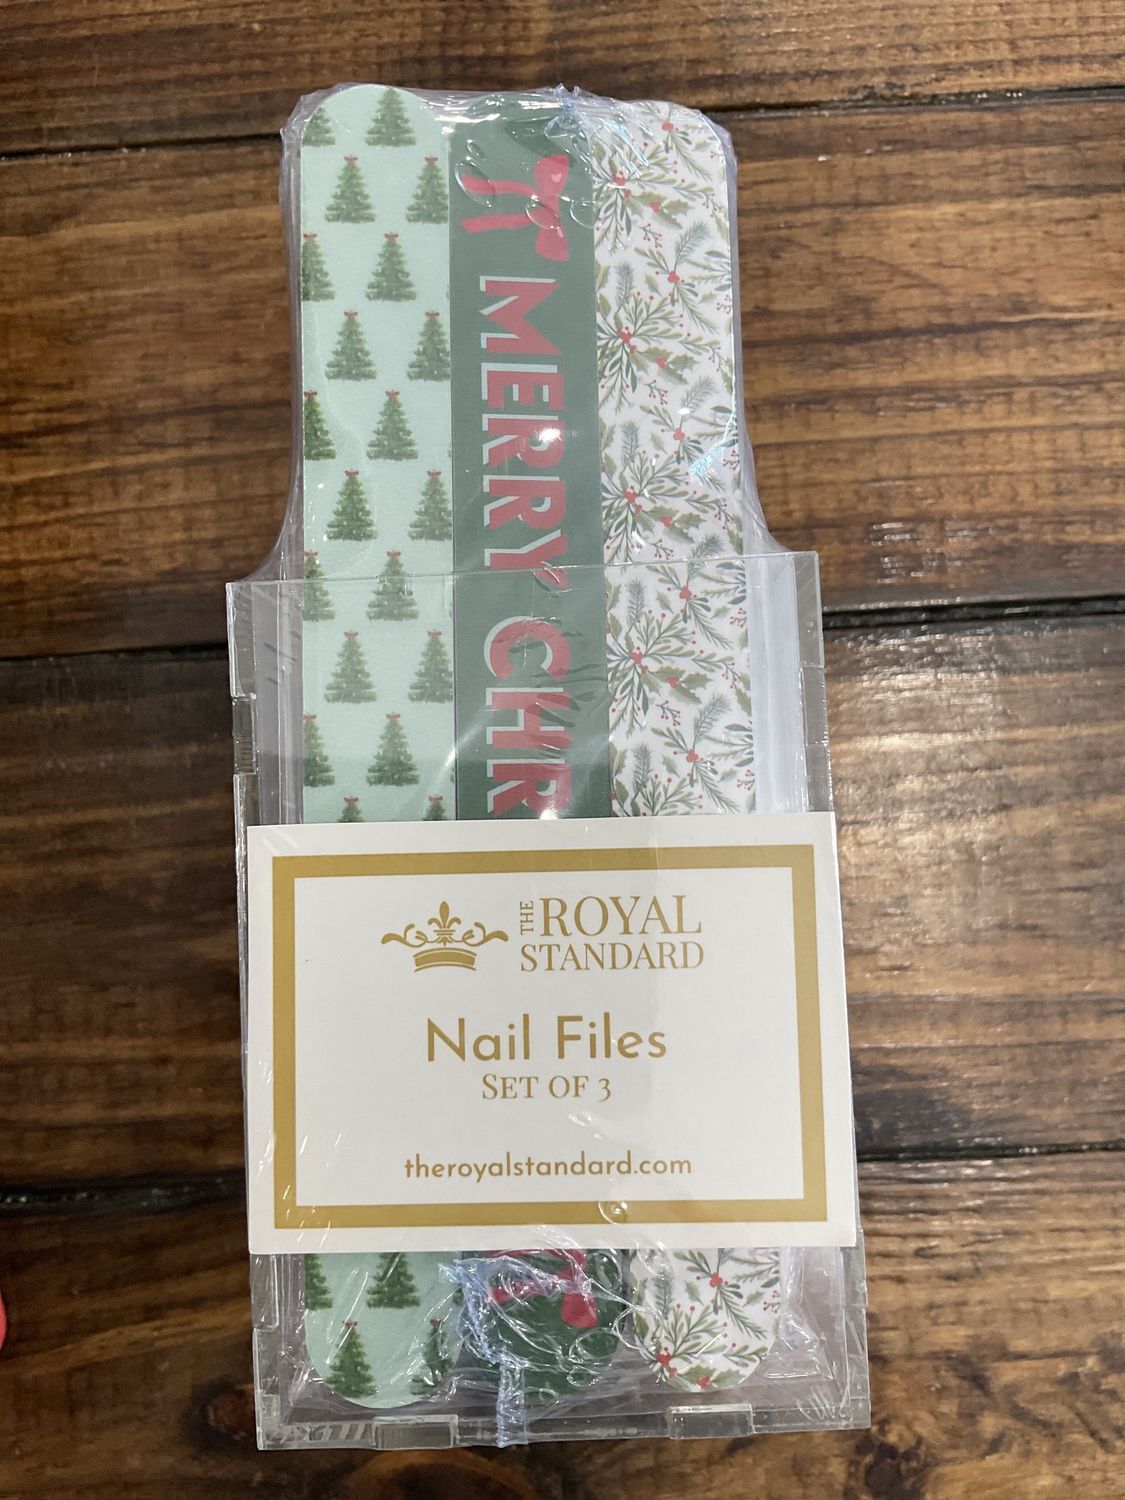 MERRY CHR
THE ROYAL
STANDARD
Nail Files
SET OF 3
theroyalstandard.com